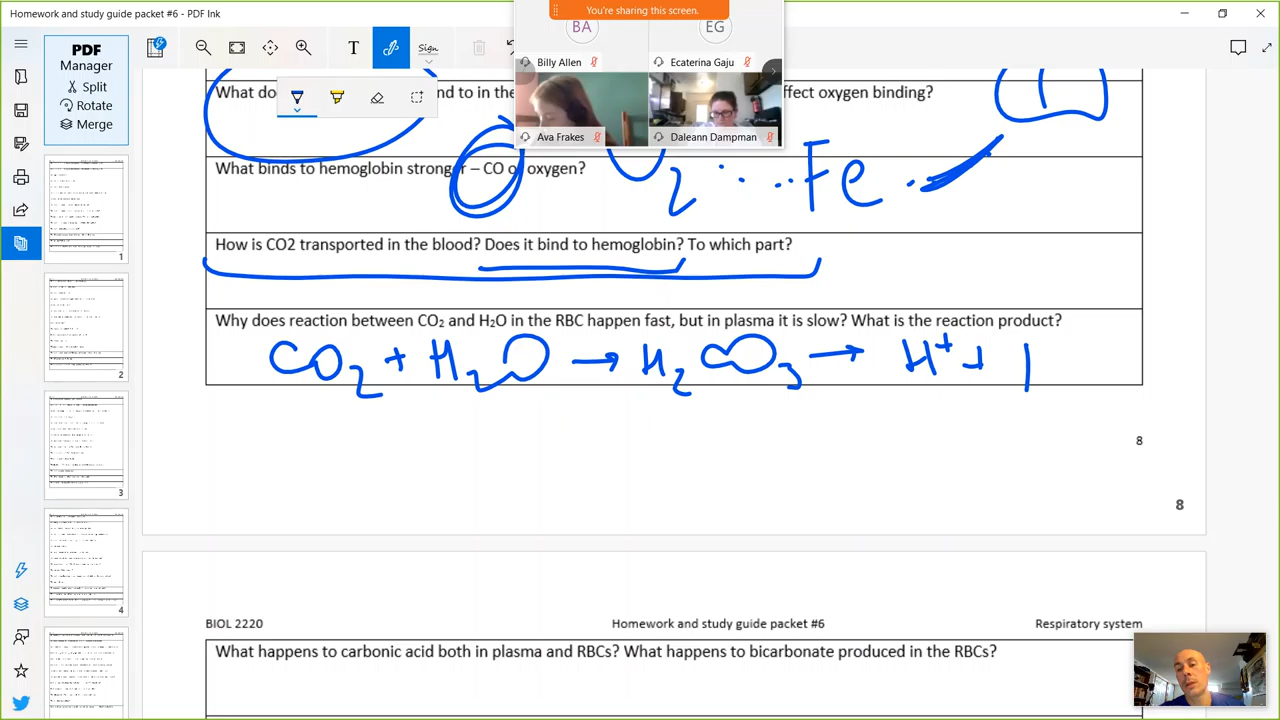 Homework and study guide packet #6 - PDF Ink
You're sharing this screen.
PDF
Manager
Split
Rotate
Merge
T
Sign
BA
EG
Billy Allen
Ecaterina Gaju
Ava Frakes
Daleann Dampman
What do
nd to in the
ffect oxygen binding?
What binds to hemoglobin stronger – CO or oxygen?
2 ... Fe
How is CO2 transported in the blood? Does it bind to hemoglobin? To which part?
Why does reaction between CO₂ and H₂O in the RBC happen fast, but in plasma it is slow? What is the reaction product?
CO₂ + H₂O → H₂CO₃ → H⁺ +
8
8
BIOL 2220
Homework and study guide packet #6
Respiratory system
What happens to carbonic acid both in plasma and RBCs? What happens to bicarbonate produced in the RBCs?
1
2
3
4